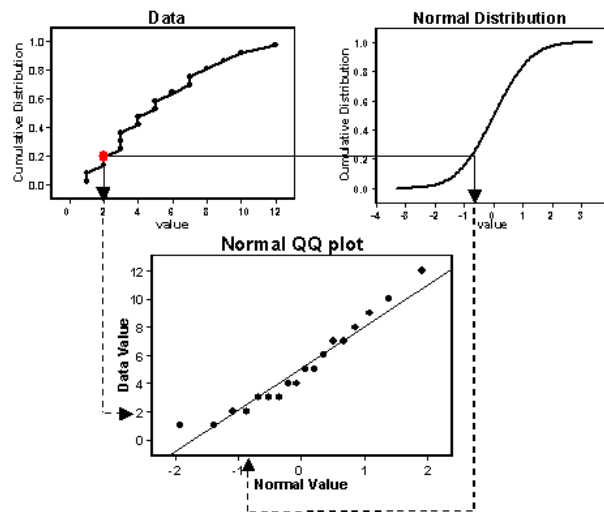 Data
Normal Distribution
Cumulative Distribution
1.0
0.8
0.6
0.4
0.2
0.0
0 2 4 6 8 10 12
value
Cumulative Distribution
1.0
0.8
0.6
0.4
0.2
0.0
-4 -3 -2 -1 0 1 2 3
value
Normal QQ plot
Data Value
12
10
8
6
4
2
0
-2 -1 0 1 2
Normal Value